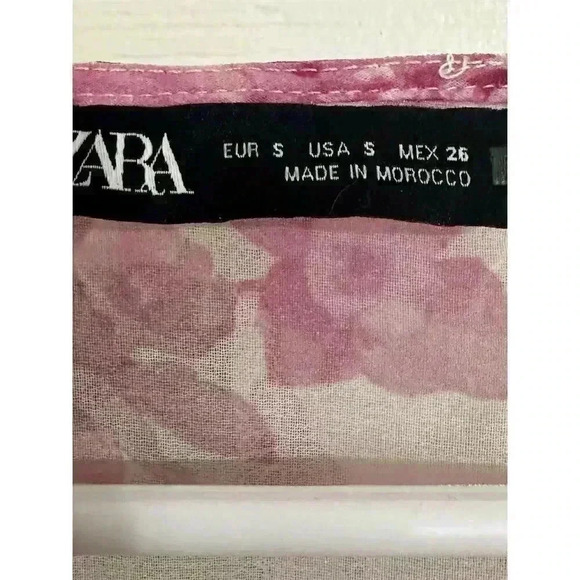 ZARA
EUR S USA S MEX 26
MADE IN MOROCCO